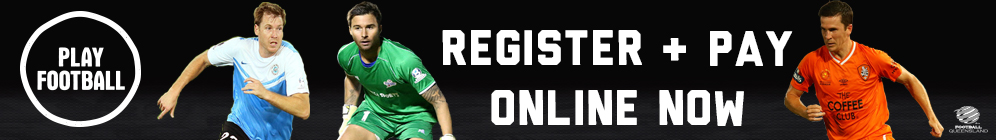 PLAY
FOOTBALL
REGISTER + PAY
ONLINE NOW
THE
COFFEE
CLUB
FOOTBALL
QUEENSLAND